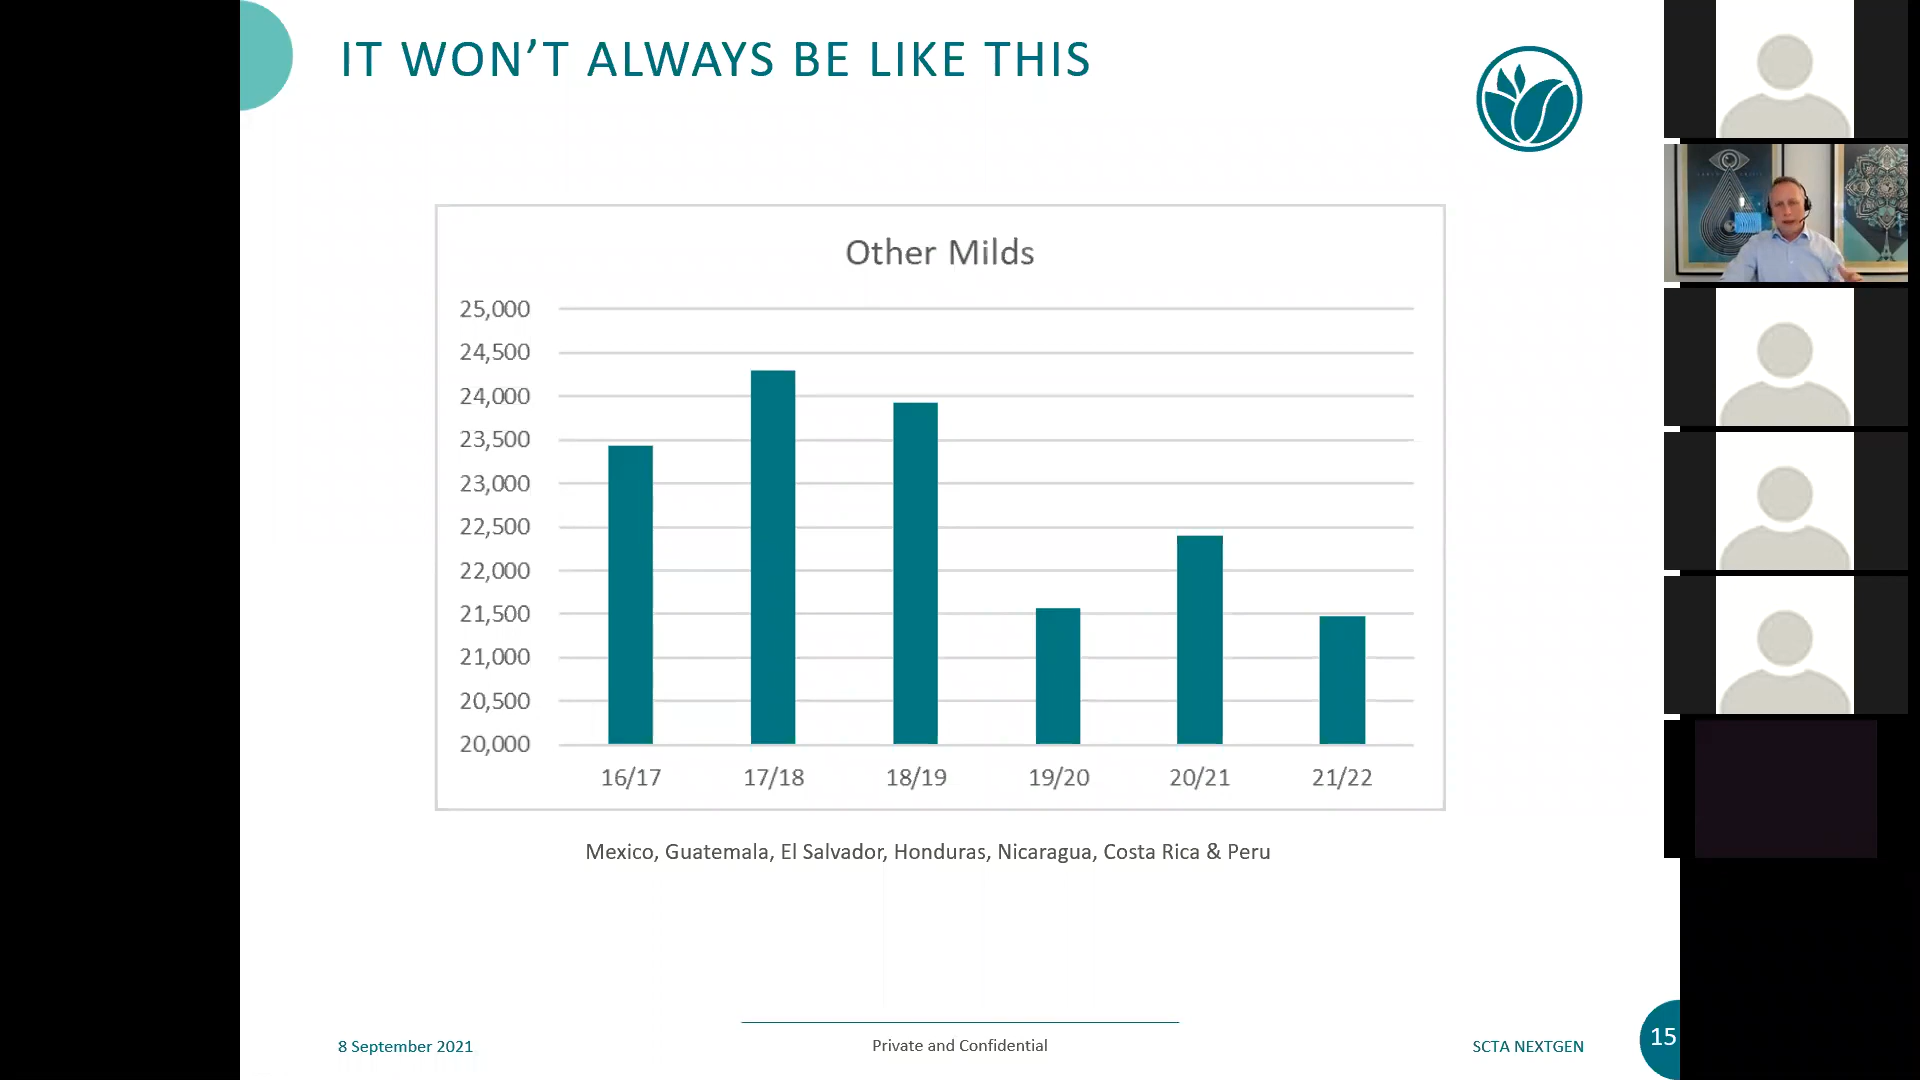 IT WON’T ALWAYS BE LIKE THIS
Other Milds
25,000
24,500
24,000
23,500
23,000
22,500
22,000
21,500
21,000
20,500
20,000
16/17 17/18 18/19 19/20 20/21 21/22
Mexico, Guatemala, El Salvador, Honduras, Nicaragua, Costa Rica & Peru
8 September 2021 Private and Confidential SCTA NEXTGEN 15